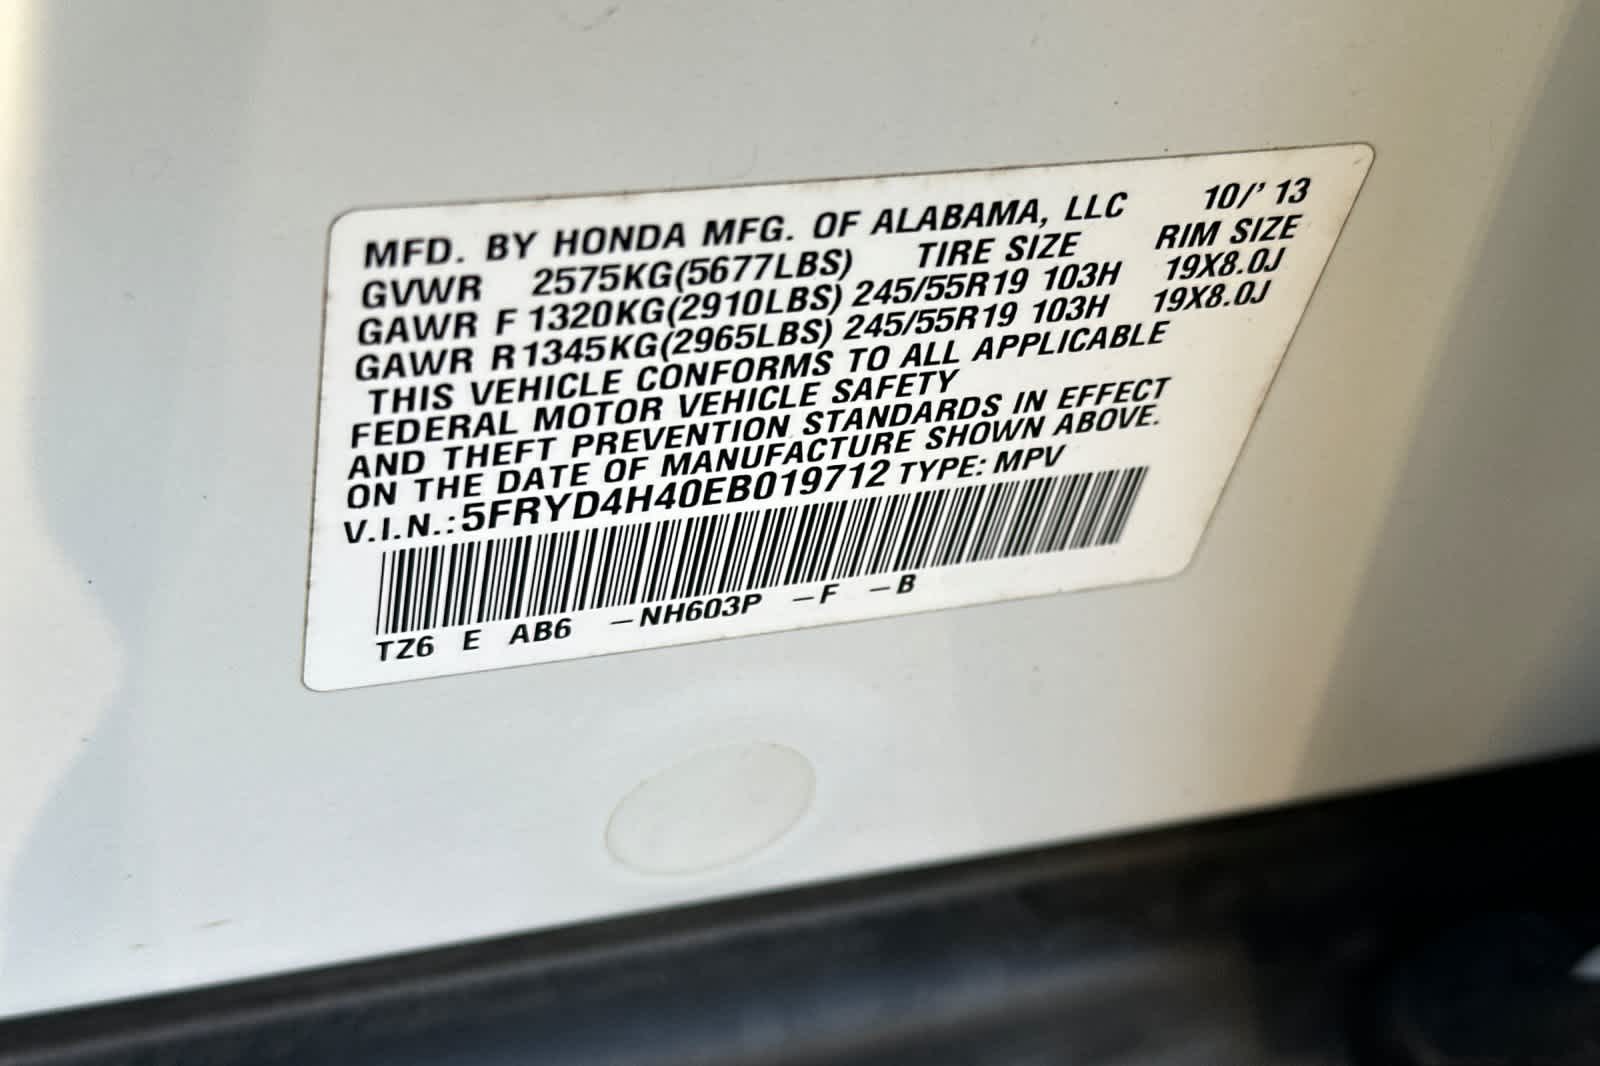 MFD. BY HONDA MFG. OF ALABAMA, LLC 10/' 13
GVWR 2575KG(5677LBS) TIRE SIZE RIM SIZE
GAWR F 1320KG(2910LBS) 245/55R19 103H 19X8.0J
GAWR R 1345KG(2965LBS) 245/55R19 103H 19X8.0J
THIS VEHICLE CONFORMS TO ALL APPLICABLE
FEDERAL MOTOR VEHICLE SAFETY
AND THEFT PREVENTION STANDARDS IN EFFECT
ON THE DATE OF MANUFACTURE SHOWN ABOVE.
V.I.N.: 5FRYD4H40EB019712 TYPE: MPV
TZ6 E AB6 –NH603P –F –B